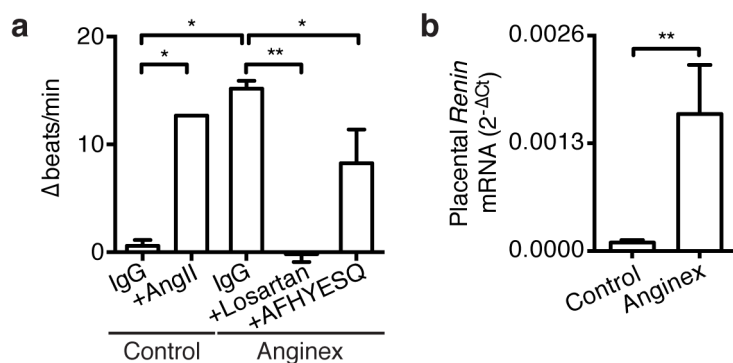 a
20
10
0
Δ beats/min
*
*
**
*
IgG
+AngII
IgG
+Losartan
+AFHYESQ
Control
Anginex
b
0.0026
0.0013
0.0000
Placental Renin
mRNA (2-ΔCt)
**
Control
Anginex